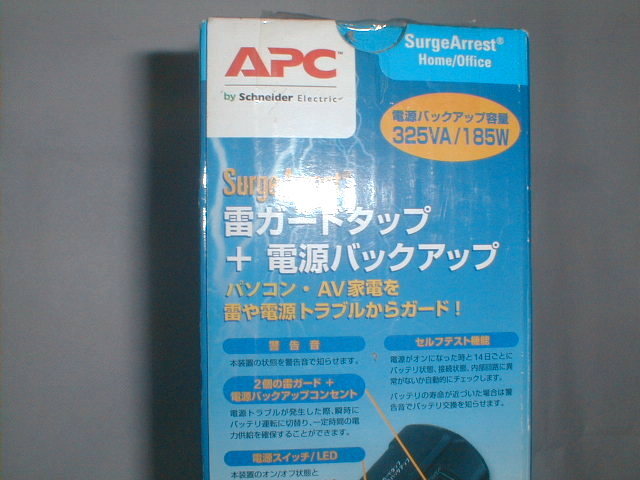 APC™
by Schneider Electric
SurgeArrest®
Home/Office
電源バックアップ容量
325VA/185W
SurgeArrest
雷ガードタップ
+ 電源バックアップ
パソコン・AV家電を
雷や電源トラブルからガード!
警告音
本装置の状態を警告音で知らせます。
2個の雷ガード +
電源バックアップコンセント
電源トラブルが発生した際、瞬時に
バッテリ運転に切替り、一定時間の電
力供給を確保することができます。
電源スイッチ/LED
本装置のオン/オフ状態と
セルフテスト機能
電源がオンになった時と14日ごとに
バッテリ状態、接続状態、内部回路に異
常がないか自動的にチェックします。
バッテリの寿命が近づいた場合は警
告音でバッテリ交換を知らせます。